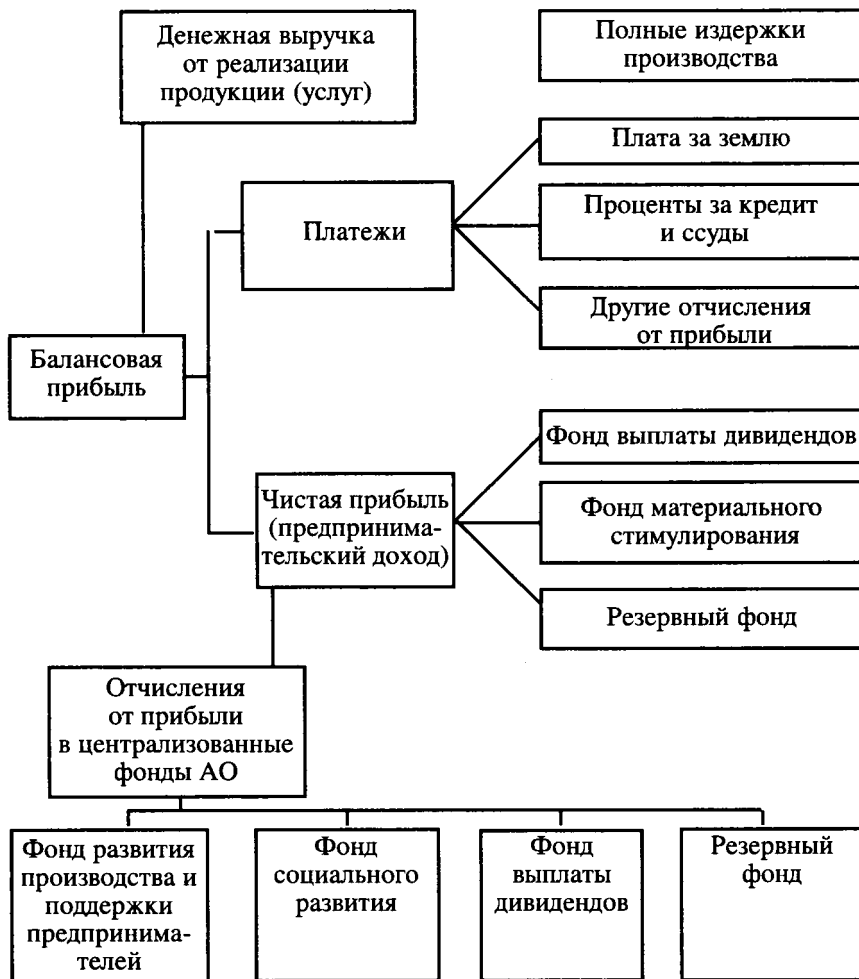 Денежная выручка
от реализации
продукции (услуг)
Полные издержки
производства
Плата за землю
Платежи
Проценты за кредит
и ссуды
Другие отчисления
от прибыли
Балансовая
прибыль
Фонд выплаты дивидендов
Чистая прибыль
(предпринима-
тельский доход)
Фонд материального
стимулирования
Резервный фонд
Отчисления
от прибыли
в централизованные
фонды АО
Фонд развития
производства и
поддержки
предпринима-
телей
Фонд
социального
развития
Фонд
выплаты
дивидендов
Резервный
фонд